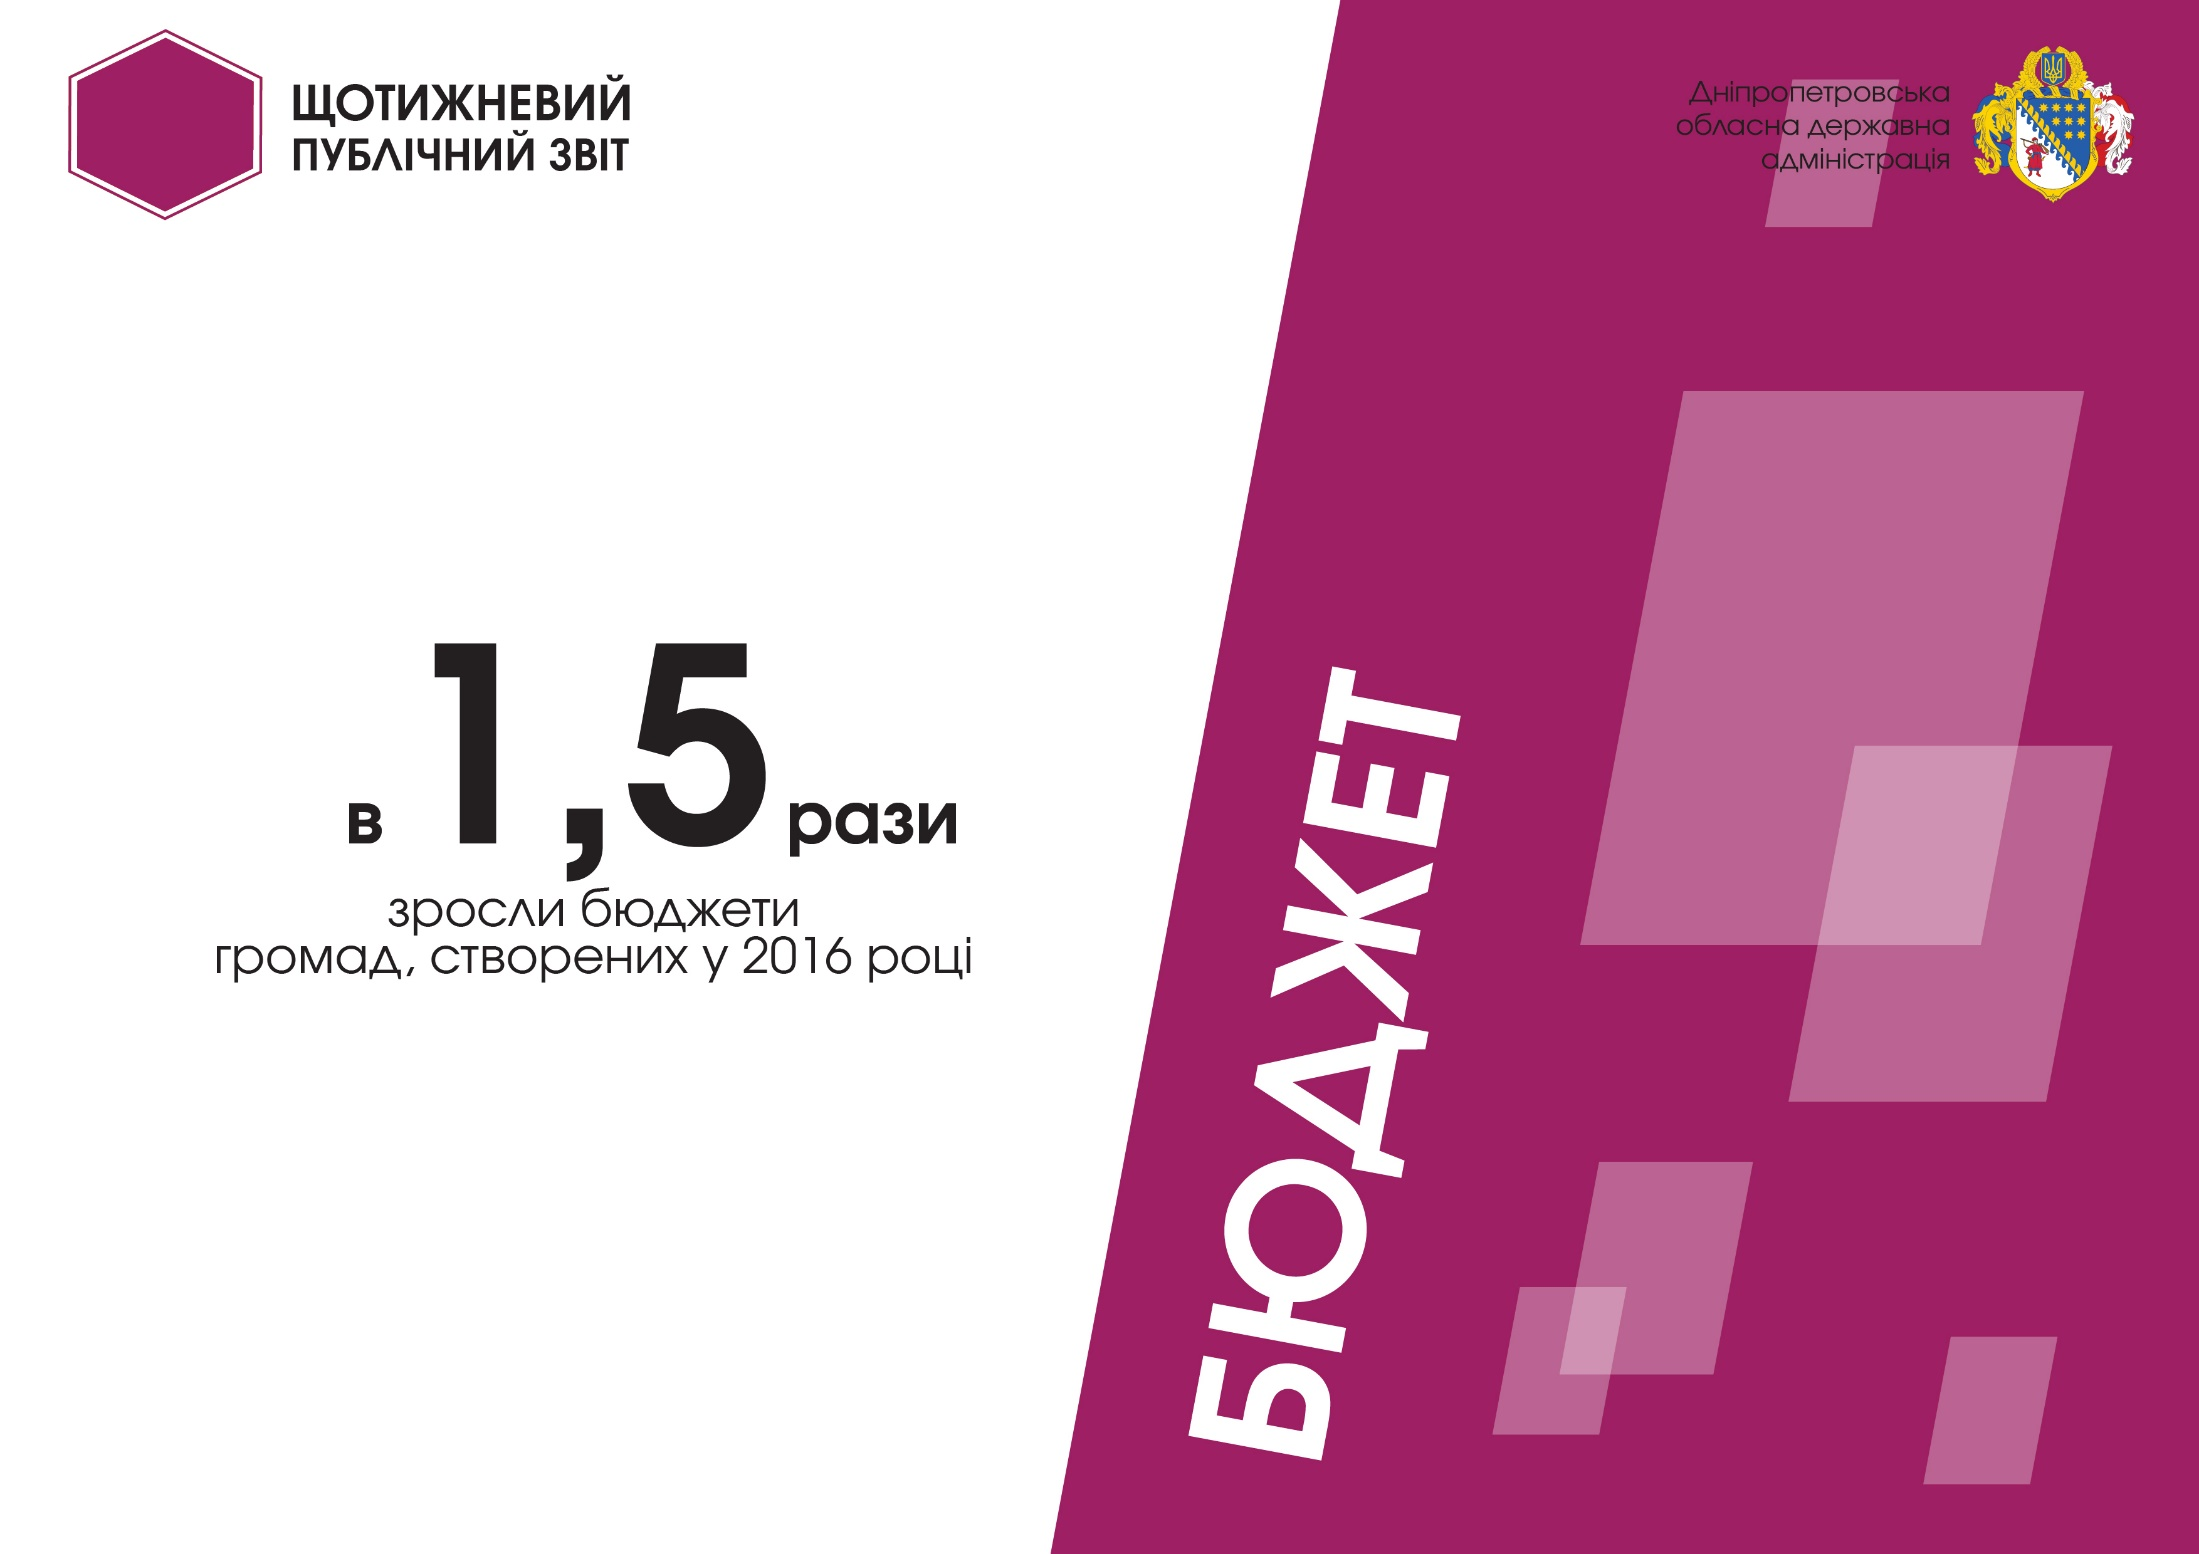 ЩОТИЖНЕВИЙ
ПУБЛІЧНИЙ ЗВІТ
Дніпропетровська
обласна державна
адміністрація
в 1,5 рази
зросли бюджети
громад, створених у 2016 році
БЮДЖЕТ